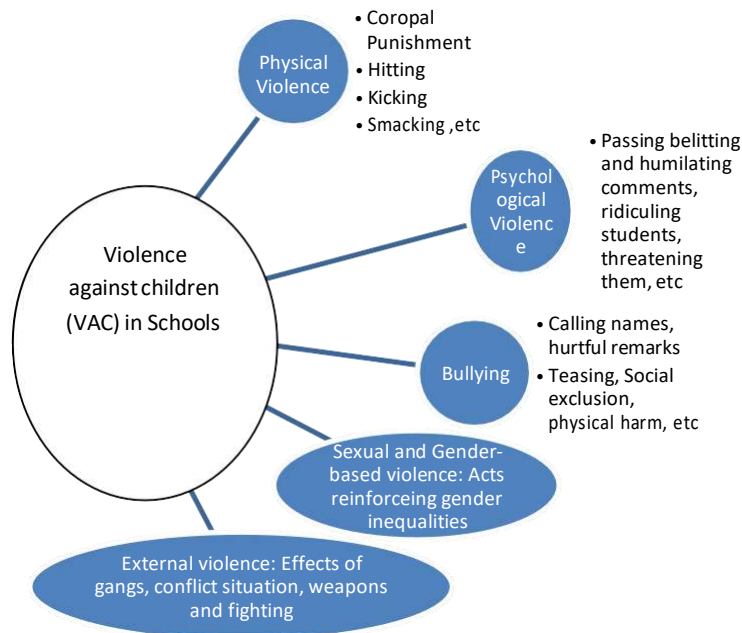 Violence
against children
(VAC) in Schools
Physical
Violence
• Coropal
Punishment
• Hitting
• Kicking
• Smacking ,etc
Psychol
ogical
Violenc
e
• Passing belitting
and humilating
comments,
ridiculing
students,
threatening
them, etc
Bullying
• Calling names,
hurtful remarks
• Teasing, Social
exclusion,
physical harm, etc
Sexual and Gender-
based violence: Acts
reinforceing gender
inequalities
External violence: Effects of
gangs, conflict situation, weapons
and fighting